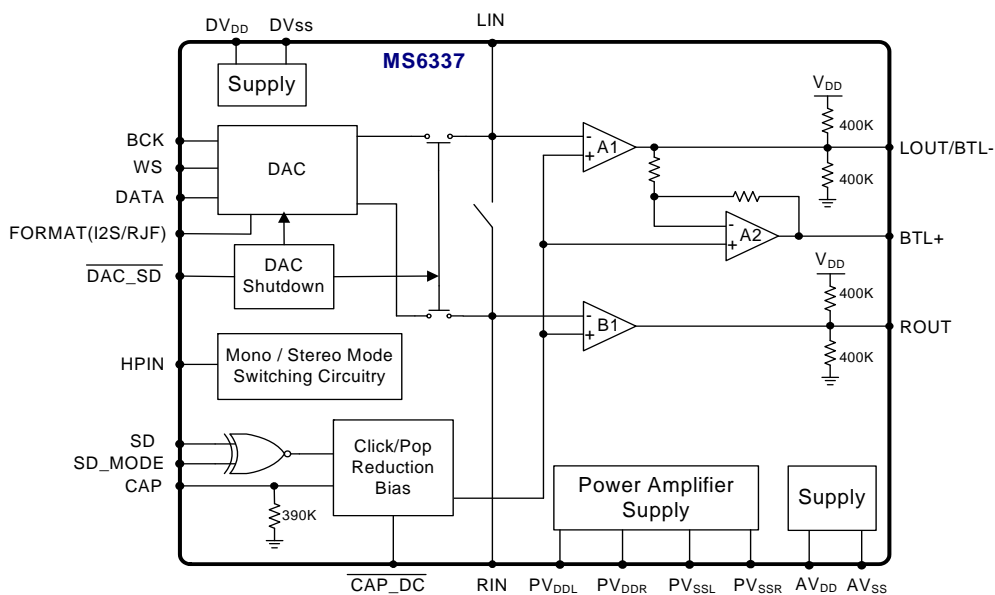 DVDD DVSS LIN
MS6337
Supply
BCK
WS
DATA
FORMAT(I2S/RJF)
DAC_SD
HPIN
SD
SD_MODE
CAP
DAC
DAC
Shutdown
Mono / Stereo Mode
Switching Circuitry
Click/Pop
Reduction
Bias
390K
- A1
+
- A2
+
- B1
+
VDD
400K
400K
LOUT/BTL-
BTL+
VDD
400K
400K
ROUT
Power Amplifier
Supply
Supply
CAP_DC RIN PVDDL PVDDR PVSSL PVSSR AVDD AVSS